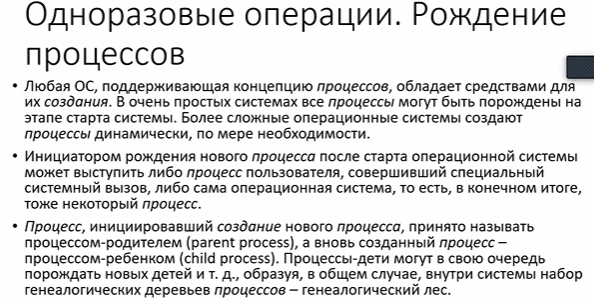 Одноразовые операции. Рождение
процессов
• Любая ОС, поддерживающая концепцию процессов, обладает средствами для
их создания. В очень простых системах все процессы могут быть порождены на
этапе старта системы. Более сложные операционные системы создают
процессы динамически, по мере необходимости.
• Инициатором рождения нового процесса после старта операционной системы
может выступить либо процесс пользователя, совершивший специальный
системный вызов, либо сама операционная система, то есть, в конечном итоге,
тоже некоторый процесс.
• Процесс, инициировавший создание нового процесса, принято называть
процессом-родителем (parent process), а вновь созданный процесс –
процессом-ребенком (child process). Процессы-дети могут в свою очередь
порождать новых детей и т. д., образуя, в общем случае, внутри системы набор
генеалогических деревьев процессов – генеалогический лес.